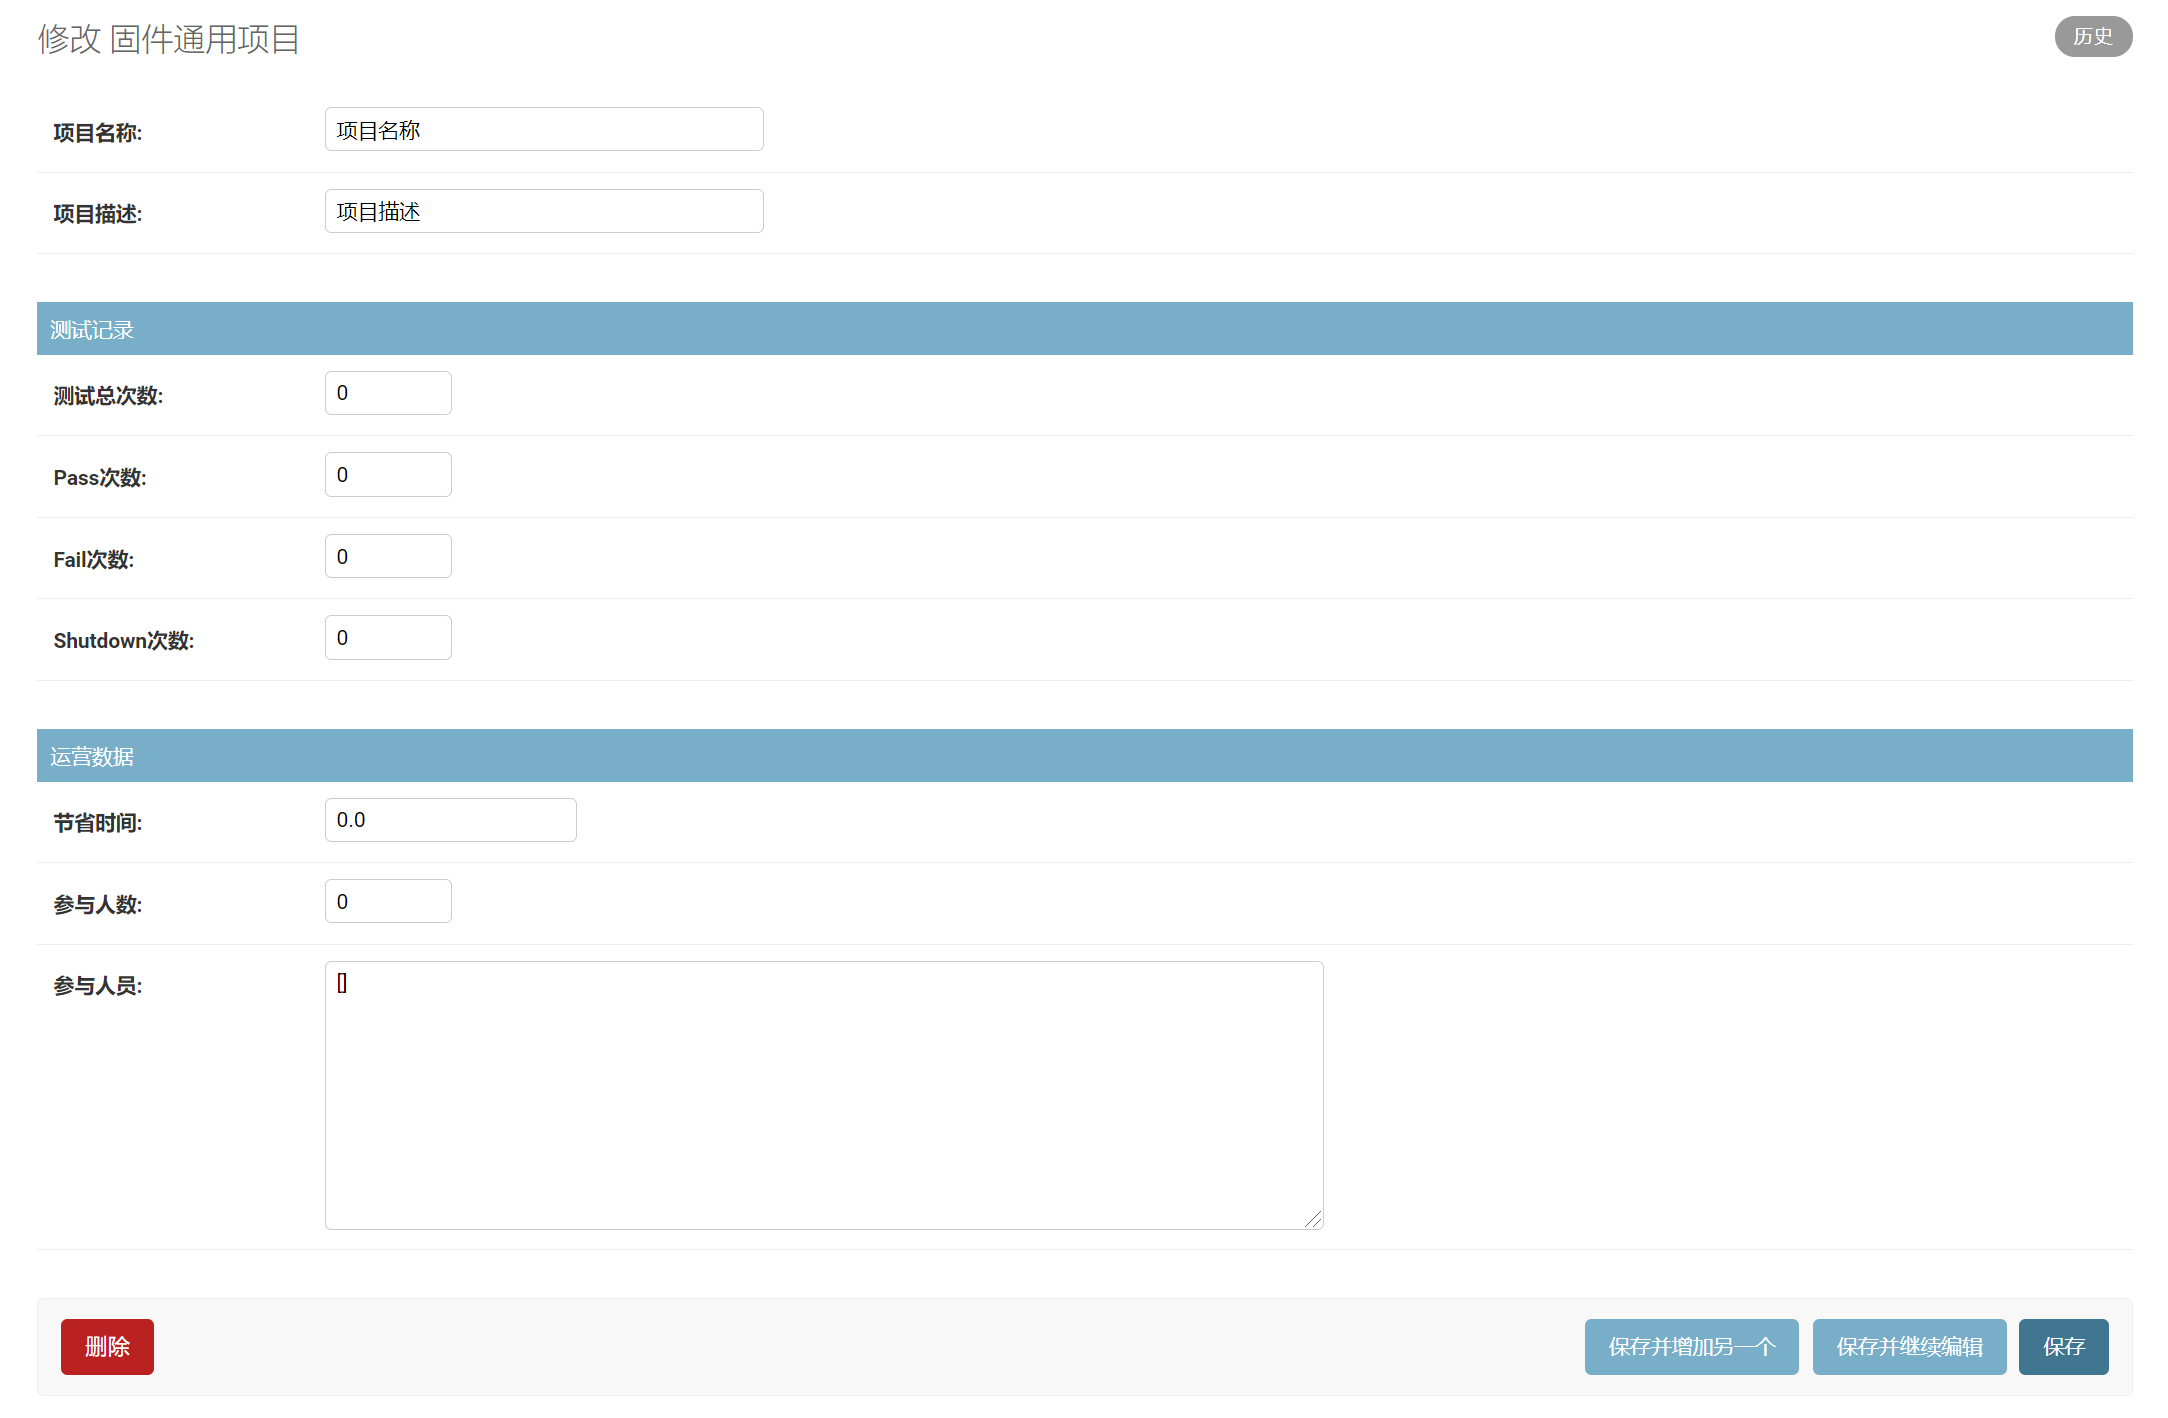 修改 固件通用项目
历史
项目名称: 项目名称
项目描述: 项目描述
测试记录
测试总次数: 0
Pass次数: 0
Fail次数: 0
Shutdown次数: 0
运营数据
节省时间: 0.0
参与人数: 0
参与人员: []
删除 保存并增加另一个 保存并继续编辑 保存